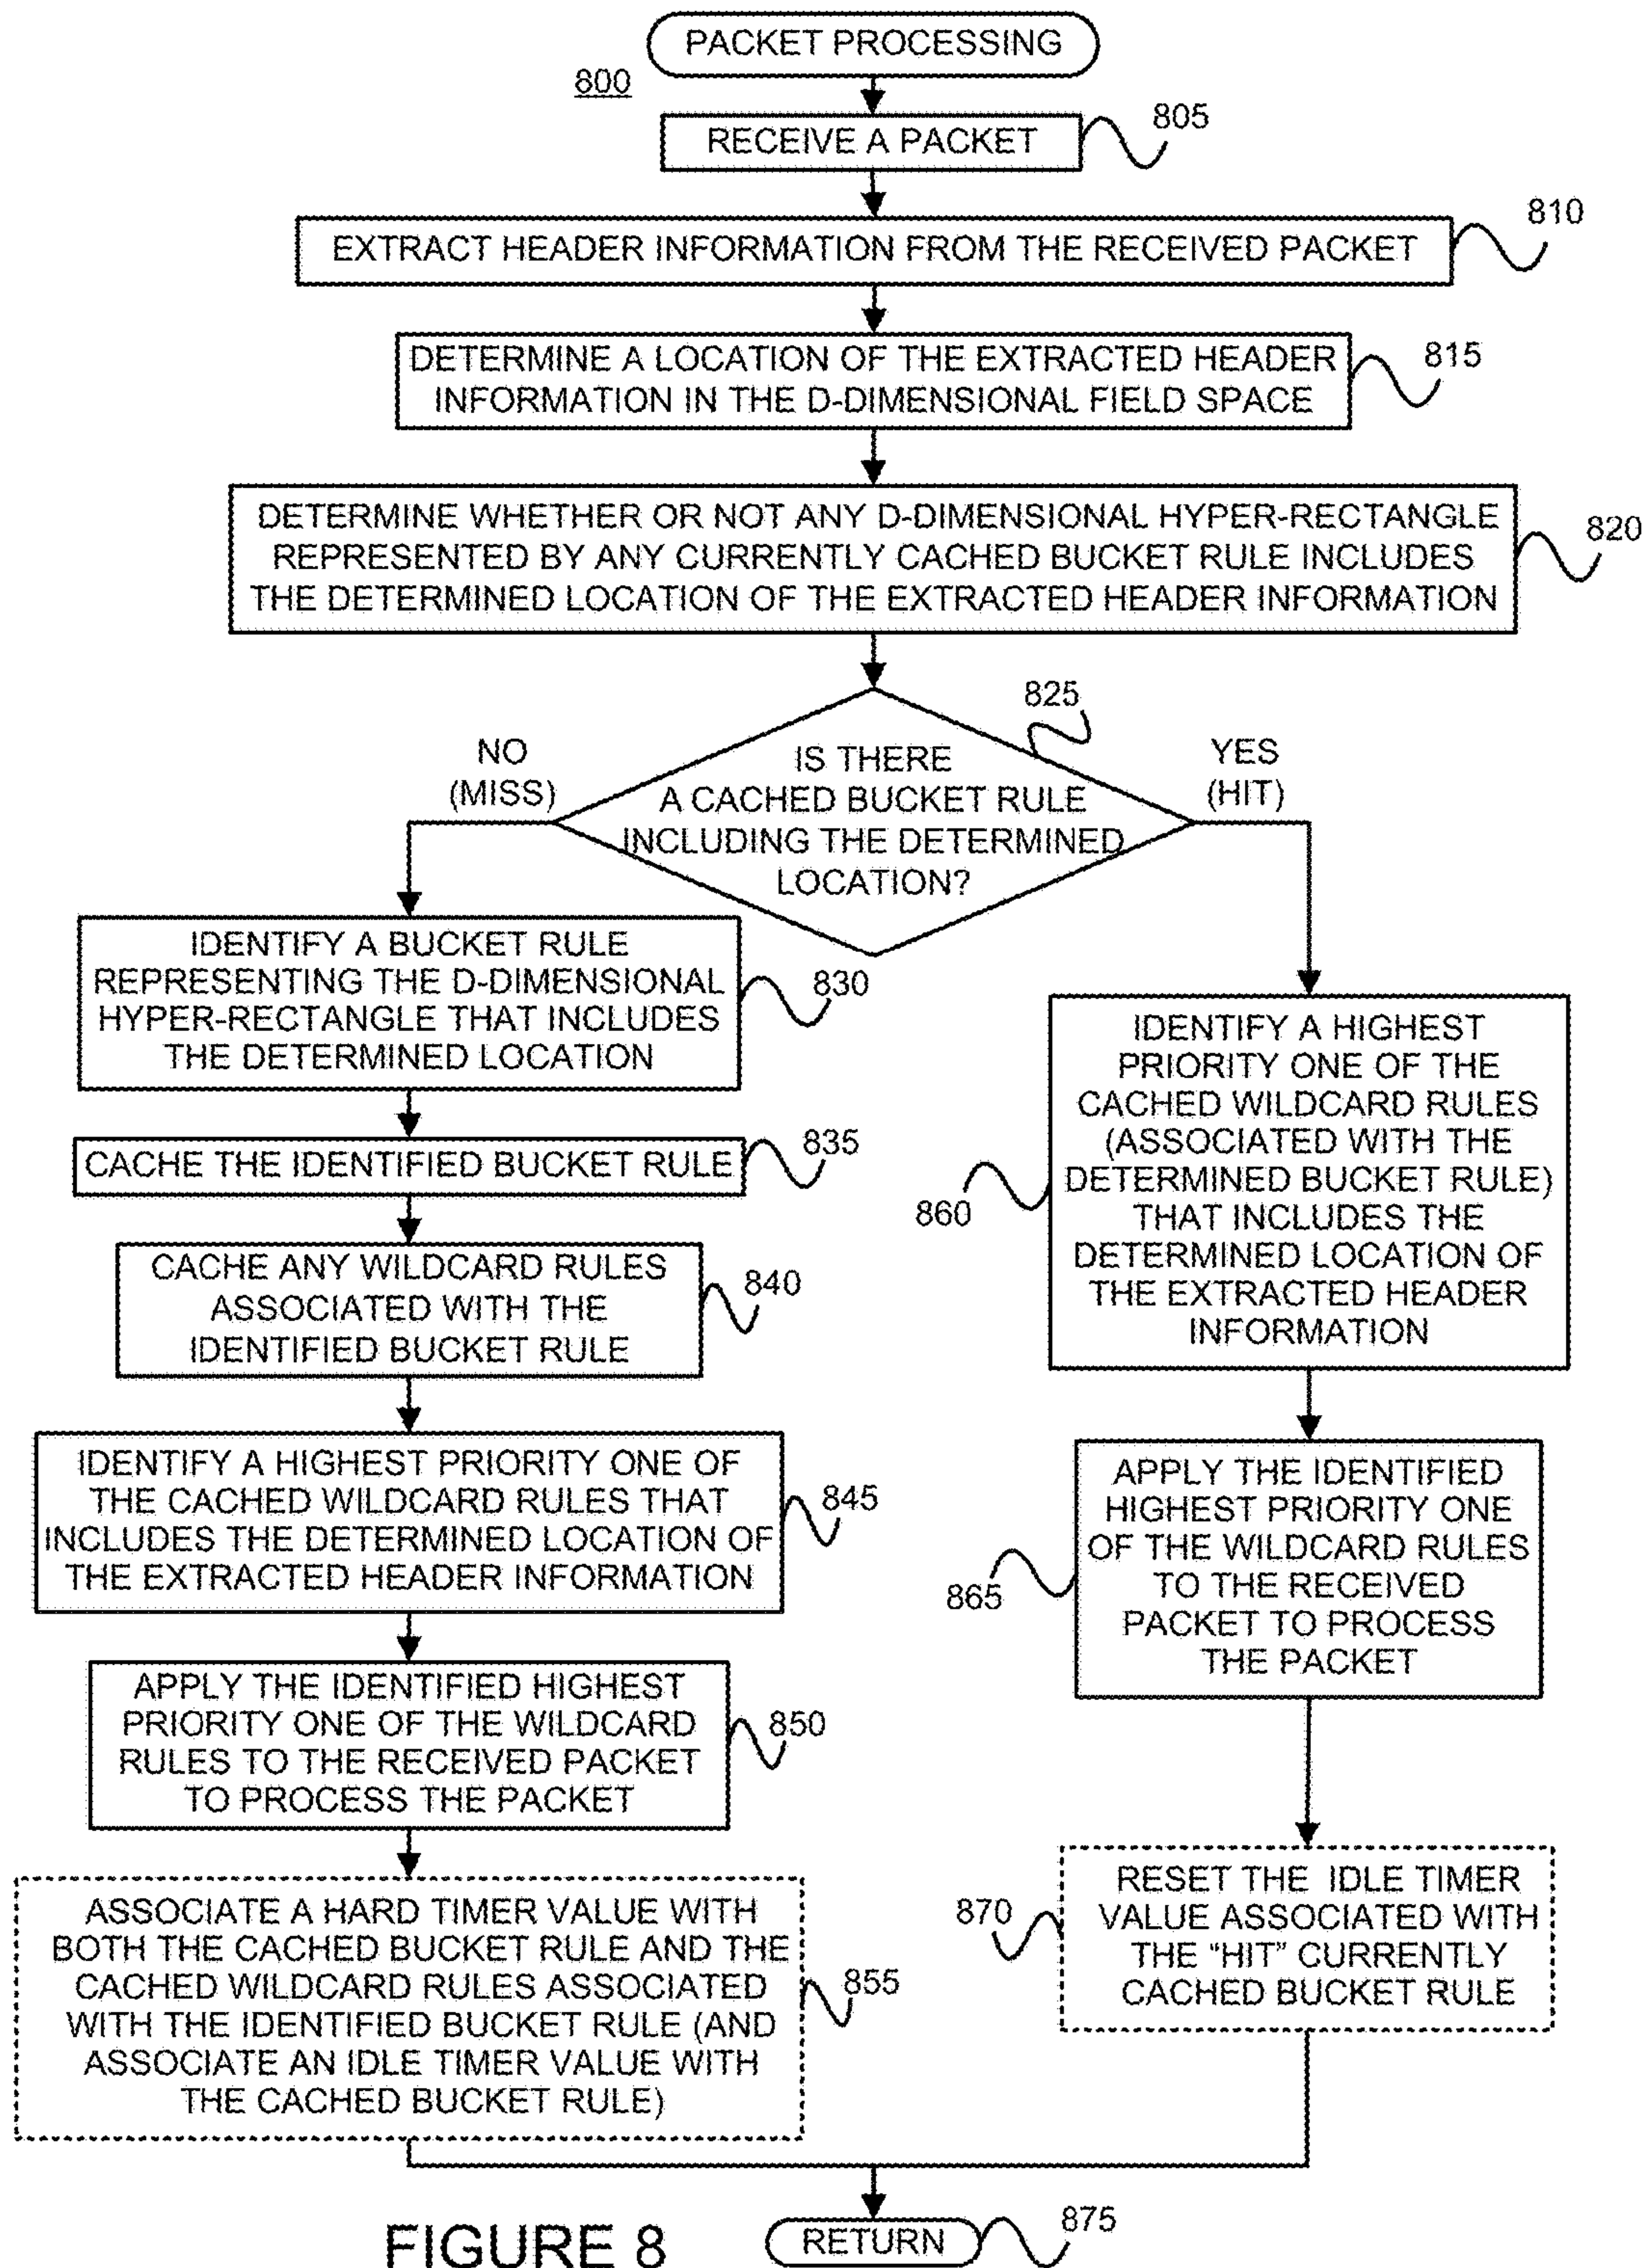 PACKET PROCESSING
800
RECEIVE A PACKET
805
EXTRACT HEADER INFORMATION FROM THE RECEIVED PACKET
810
DETERMINE A LOCATION OF THE EXTRACTED HEADER
INFORMATION IN THE D-DIMENSIONAL FIELD SPACE
815
DETERMINE WHETHER OR NOT ANY D-DIMENSIONAL HYPER-RECTANGLE
REPRESENTED BY ANY CURRENTLY CACHED BUCKET RULE INCLUDES
THE DETERMINED LOCATION OF THE EXTRACTED HEADER INFORMATION
820
825
IS THERE
A CACHED BUCKET RULE
INCLUDING THE DETERMINED
LOCATION?
NO
(MISS)
YES
(HIT)
IDENTIFY A BUCKET RULE
REPRESENTING THE D-DIMENSIONAL
HYPER-RECTANGLE THAT INCLUDES
THE DETERMINED LOCATION
830
CACHE THE IDENTIFIED BUCKET RULE
835
CACHE ANY WILDCARD RULES
ASSOCIATED WITH THE
IDENTIFIED BUCKET RULE
840
IDENTIFY A HIGHEST PRIORITY ONE OF
THE CACHED WILDCARD RULES THAT
INCLUDES THE DETERMINED LOCATION OF
THE EXTRACTED HEADER INFORMATION
845
APPLY THE IDENTIFIED HIGHEST
PRIORITY ONE OF THE WILDCARD
RULES TO THE RECEIVED PACKET
TO PROCESS THE PACKET
850
ASSOCIATE A HARD TIMER VALUE WITH
BOTH THE CACHED BUCKET RULE AND THE
CACHED WILDCARD RULES ASSOCIATED
WITH THE IDENTIFIED BUCKET RULE (AND
ASSOCIATE AN IDLE TIMER VALUE WITH
THE CACHED BUCKET RULE)
855
IDENTIFY A HIGHEST
PRIORITY ONE OF THE
CACHED WILDCARD RULES
(ASSOCIATED WITH THE
DETERMINED BUCKET RULE)
THAT INCLUDES THE
DETERMINED LOCATION OF
THE EXTRACTED HEADER
INFORMATION
860
APPLY THE IDENTIFIED
HIGHEST PRIORITY ONE
OF THE WILDCARD RULES
TO THE RECEIVED
PACKET TO PROCESS
THE PACKET
865
RESET THE IDLE TIMER
VALUE ASSOCIATED WITH
THE "HIT" CURRENTLY
CACHED BUCKET RULE
870
RETURN
875
FIGURE 8